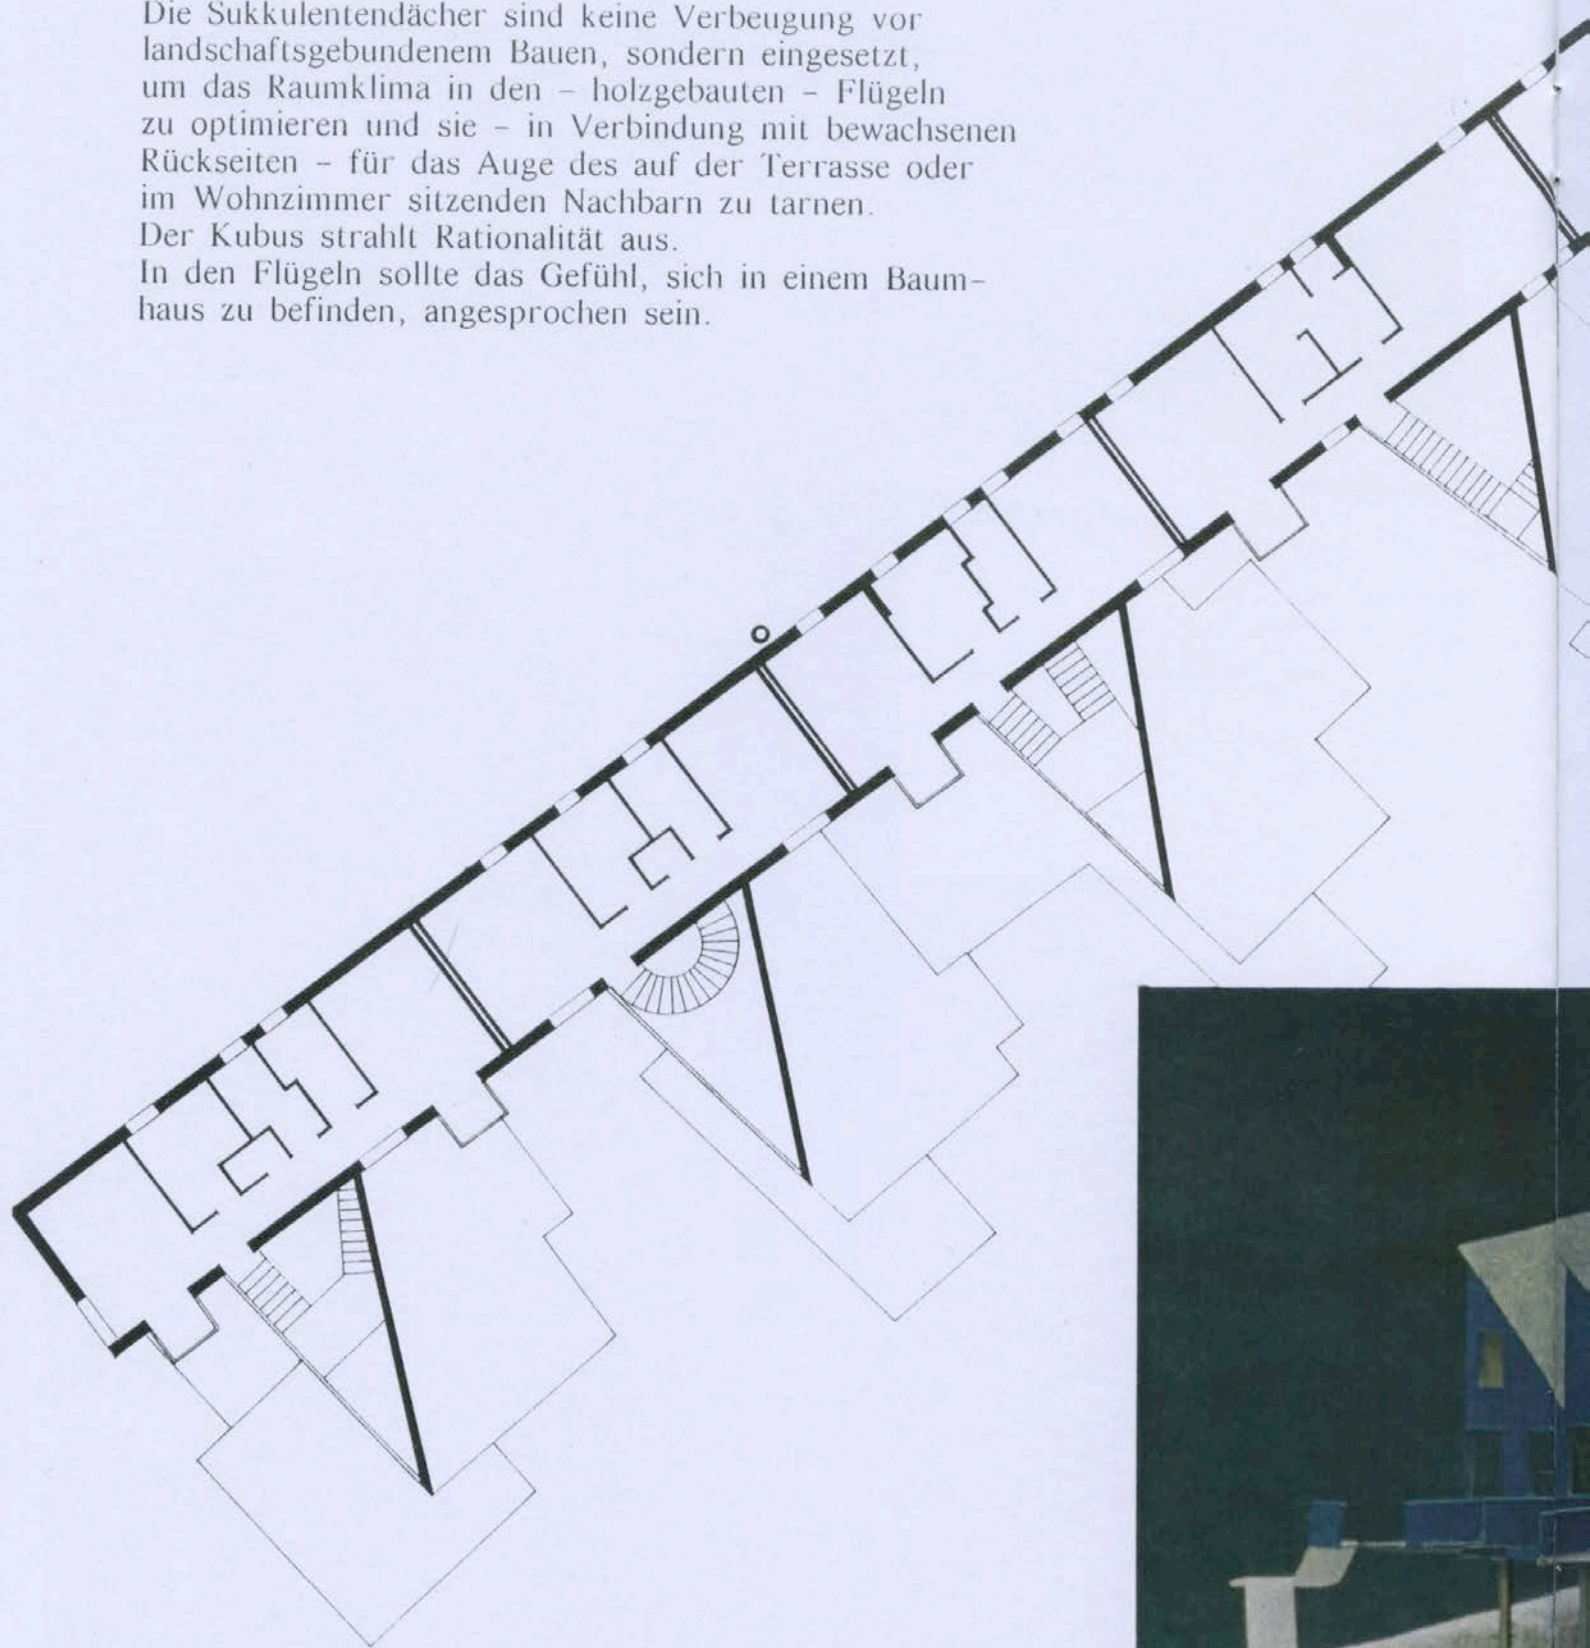 Die Sukkulentendächer sind keine Verbeugung vor
landschaftsgebundenem Bauen, sondern eingesetzt,
um das Raumklima in den – holzgebauten – Flügeln
zu optimieren und sie – in Verbindung mit bewachsenen
Rückseiten – für das Auge des auf der Terrasse oder
im Wohnzimmer sitzenden Nachbarn zu tarnen.
Der Kubus strahlt Rationalität aus.
In den Flügeln sollte das Gefühl, sich in einem Baum-
haus zu befinden, angesprochen sein.